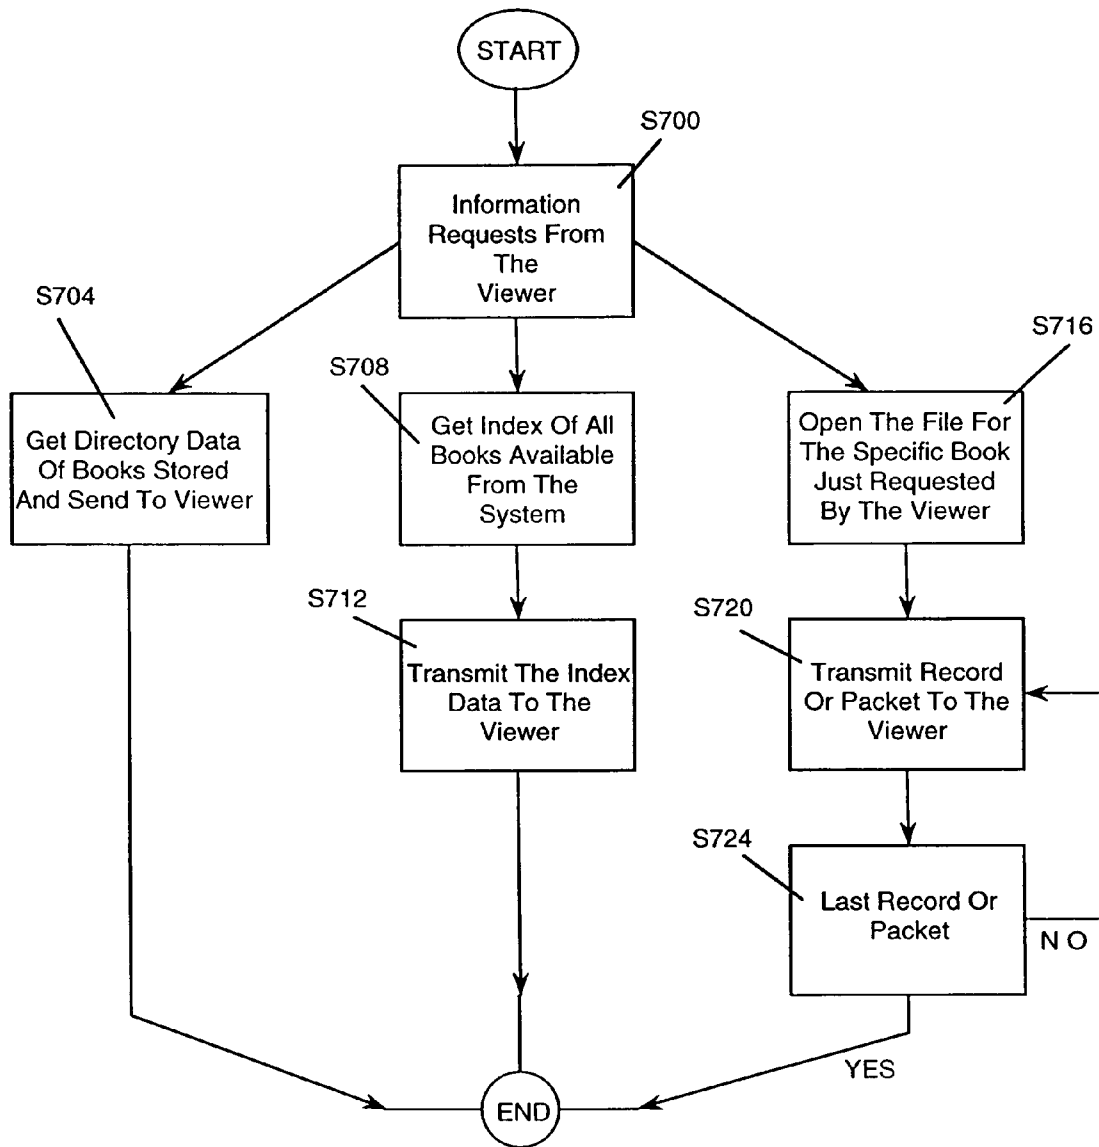 START
S700
Information
Requests From
The
Viewer
S704
Get Directory Data
Of Books Stored
And Send To Viewer
S708
Get Index Of All
Books Available
From The
System
S716
Open The File For
The Specific Book
Just Requested
By The Viewer
S712
Transmit The Index
Data To The
Viewer
S720
Transmit Record
Or Packet To The
Viewer
S724
Last Record Or
Packet
N O
YES
END